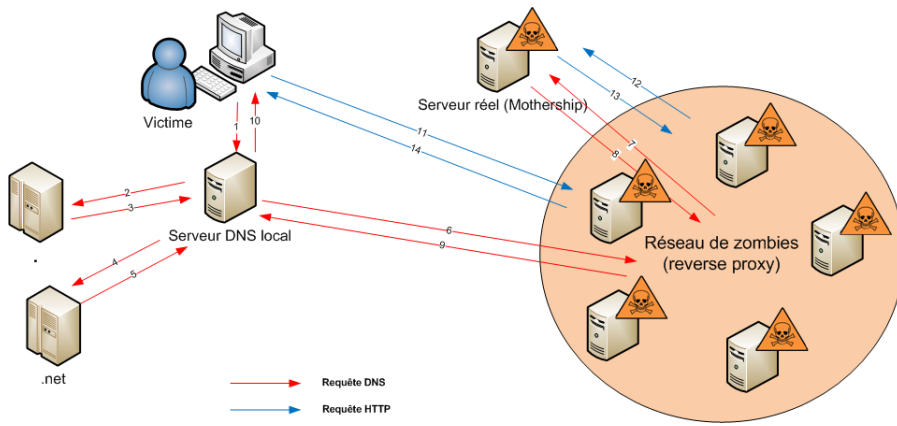 12
13
Serveur réel (Mothership)
Victime
1
10
11
14
7
8
2
3
Serveur DNS local
6
9
Réseau de zombies
(reverse proxy)
.
4
5
.net
Requête DNS
Requête HTTP